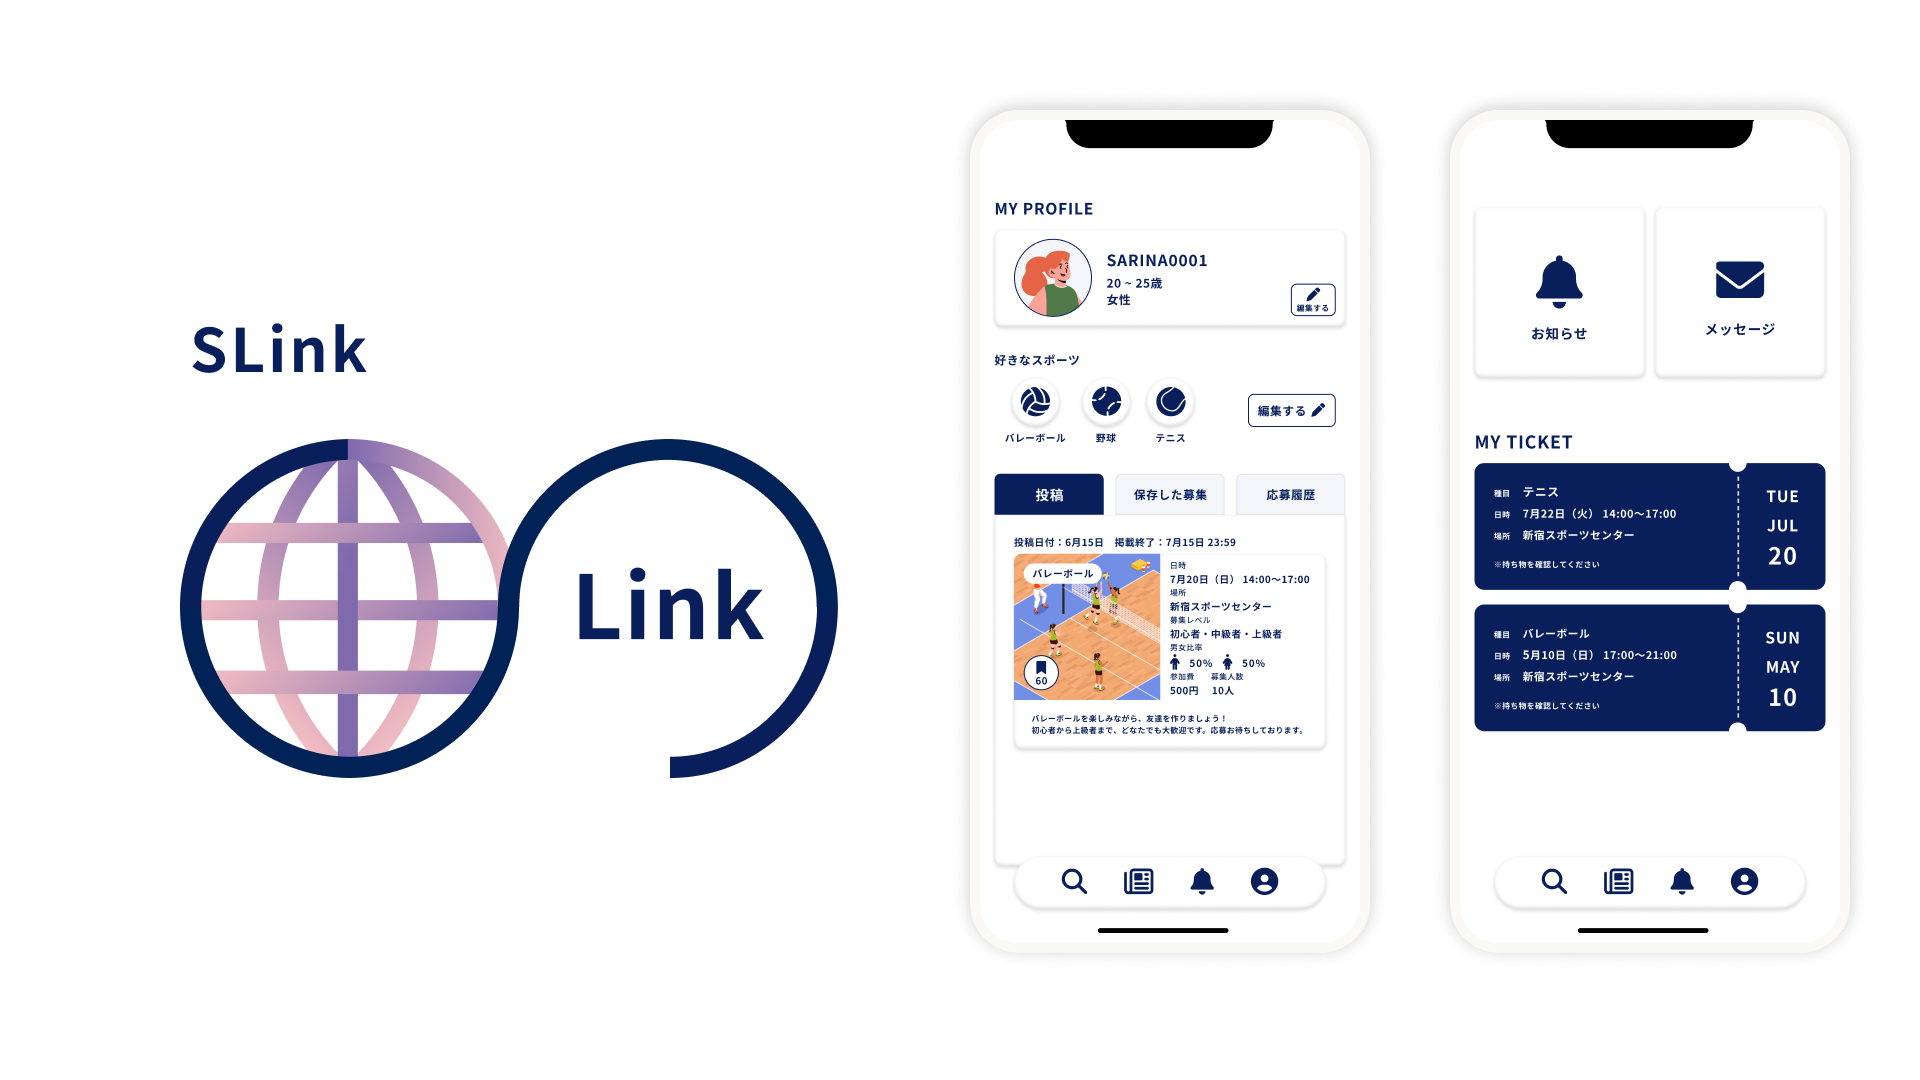 SLink
Link
MY PROFILE
SARINA0001
20 ~ 25歳
女性
編集する
好きなスポーツ
バレーボール
野球
テニス
編集する
投稿
保存した募集
応募履歴
投稿日付：6月15日　掲載終了：7月15日 23:59
バレーボール
60
日時
7月20日（日） 14:00〜17:00
場所
新宿スポーツセンター
募集レベル
初心者・中級者・上級者
男女比率
50% 50%
参加費 募集人数
500円 10人
バレーボールを楽しみながら、友達を作りましょう！
初心者から上級者まで、どなたでも大歓迎です。応募お待ちしております。
お知らせ
メッセージ
MY TICKET
種目 テニス
日時 7月22日（火） 14:00〜17:00
場所 新宿スポーツセンター
※持ち物を確認してください
TUE
JUL
20
種目 バレーボール
日時 5月10日（日） 17:00〜21:00
場所 新宿スポーツセンター
※持ち物を確認してください
SUN
MAY
10